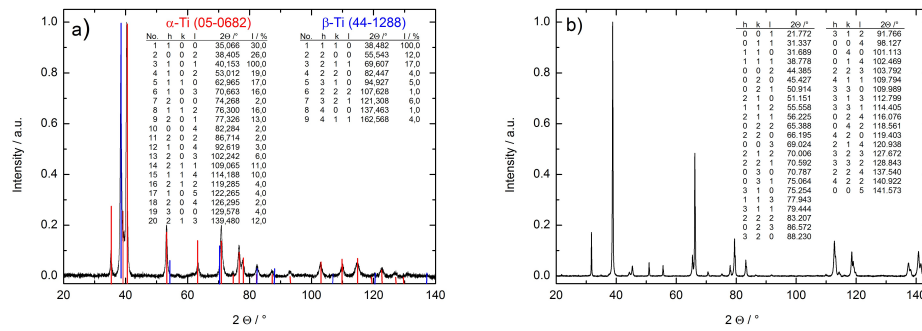 a)
α-Ti (05-0682)
No. h k l 2Θ / ° I / %
1 1 0 0 35,066 30,0
2 0 0 2 38,405 26,0
3 1 0 1 40,153 100,0
4 1 0 2 53,012 19,0
5 1 1 0 62,965 17,0
6 1 0 3 70,663 16,0
7 2 0 0 74,268 2,0
8 1 1 2 76,300 16,0
9 2 0 1 77,326 13,0
10 0 0 4 82,284 2,0
11 2 0 2 86,714 2,0
12 1 0 4 92,619 3,0
13 2 0 3 102,242 6,0
14 2 1 1 109,065 11,0
15 1 1 4 114,188 10,0
16 2 1 2 119,285 4,0
17 1 0 5 122,265 4,0
18 2 0 4 126,295 2,0
19 3 0 0 129,578 4,0
20 2 1 3 139,480 12,0
β-Ti (44-1288)
No. h k l 2Θ / ° I / %
1 1 1 0 38,482 100,0
2 2 0 0 55,543 12,0
3 2 1 1 69,607 17,0
4 2 2 0 82,447 4,0
5 3 1 0 94,927 5,0
6 2 2 2 107,628 1,0
7 3 2 1 121,308 6,0
8 4 0 0 137,463 1,0
9 4 1 1 162,568 4,0
Intensity / a.u.
1.0
0.8
0.6
0.4
0.2
0.0
20 40 60 80 100 120 140
2 Θ / °
b)
h k l 2Θ / °
0 0 1 21.772
0 1 1 31.337
1 1 0 31.689
1 1 1 38.778
0 0 2 44.385
0 2 0 45.427
0 1 2 50.914
2 1 0 51.151
1 1 2 55.558
2 1 1 56.225
0 2 2 65.388
2 2 0 66.195
0 0 3 69.024
2 1 2 70.006
2 2 1 70.592
0 3 0 70.787
0 3 1 75.064
3 1 0 75.254
1 1 3 77.943
3 1 1 79.444
2 2 2 83.207
0 2 3 86.572
3 2 0 88.230
h k l 2Θ / °
3 1 2 91.766
0 0 4 98.127
0 4 0 101.113
0 1 4 102.469
2 2 3 103.792
4 1 1 109.794
3 3 0 109.989
3 1 3 112.799
3 3 1 114.405
0 2 4 116.076
0 4 2 118.561
4 2 0 119.403
2 1 4 120.938
3 2 3 127.672
3 3 2 128.843
2 2 4 137.540
4 2 2 140.922
0 0 5 141.573
Intensity / a.u.
1.0
0.8
0.6
0.4
0.2
0.0
20 40 60 80 100 120 140
2 Θ / °